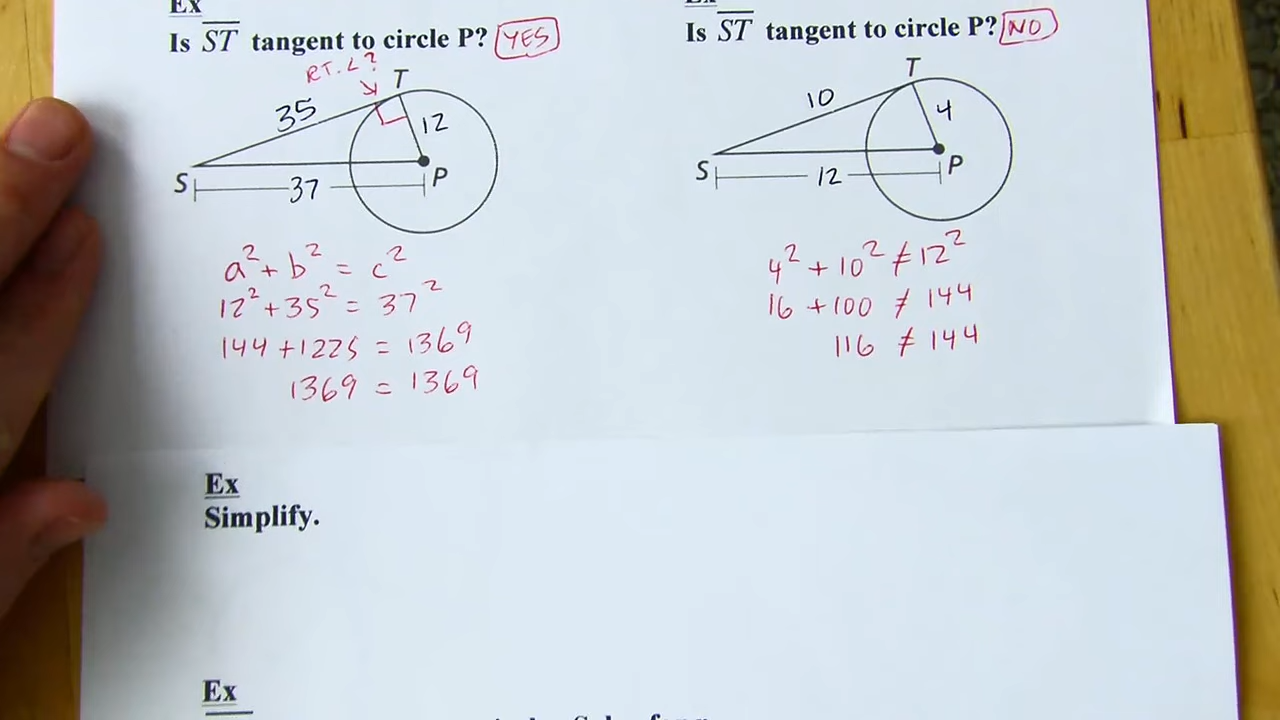 Ex
Is ST tangent to circle P? YES
RT. ∠ ?
T
35
12
S
37
P
a² + b² = c²
12² + 35² = 37²
144 + 1225 = 1369
1369 = 1369
Ex
Is ST tangent to circle P? NO
T
10
4
S
12
P
4² + 10² ≠ 12²
16 + 100 ≠ 144
116 ≠ 144
Ex
Simplify.
Ex